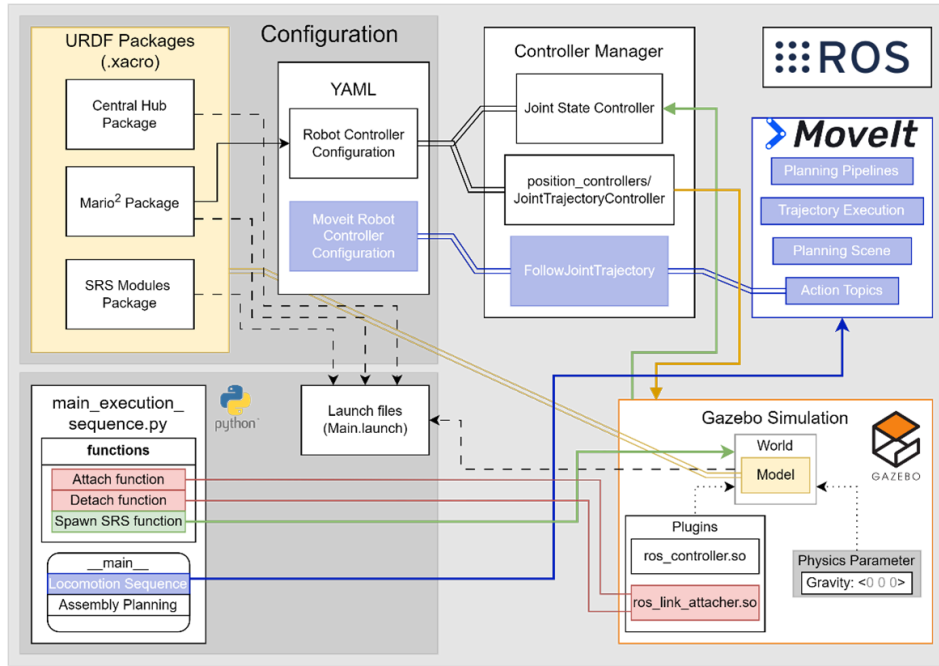 URDF Packages
(.xacro)
Central Hub
Package
Mario2 Package
SRS Modules
Package
Configuration
YAML
Robot Controller
Configuration
Moveit Robot
Controller
Configuration
Controller Manager
Joint State Controller
position_controllers/
JointTrajectoryController
FollowJointTrajectory
ROS
MoveIt
Planning Pipelines
Trajectory Execution
Planning Scene
Action Topics
main_execution_
sequence.py
functions
Attach function
Detach function
Spawn SRS function
__main__
Locomotion Sequence
Assembly Planning
python
Launch files
(Main.launch)
Gazebo Simulation
World
Model
GAZEBO
Plugins
ros_controller.so
ros_link_attacher.so
Physics Parameter
Gravity: <0 0 0>